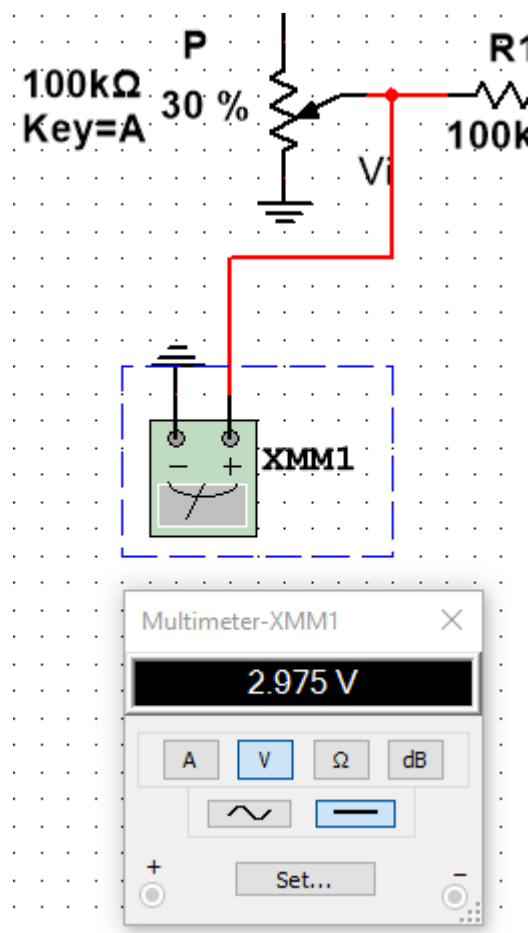 P
R1
100kΩ
30 %
Key=A
100k
Vi
XMM1
Multimeter-XMM1
2.975 V
A
V
Ω
dB
+
Set...